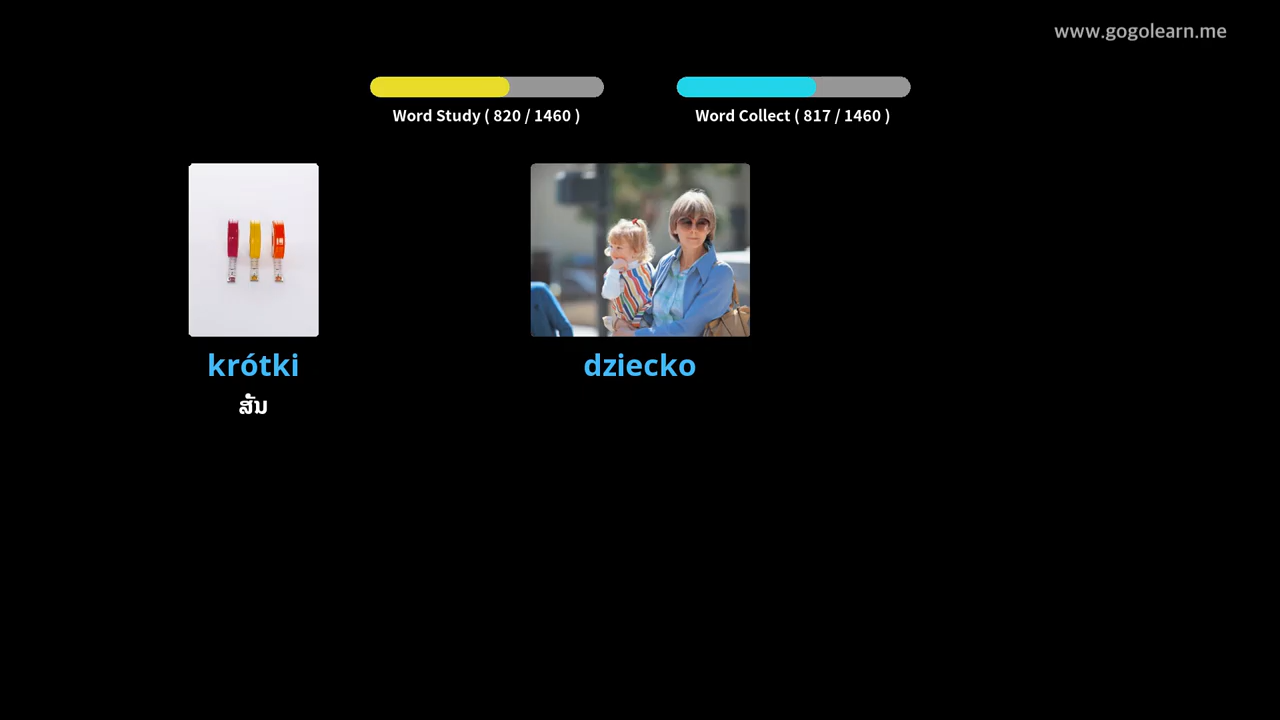 www.gogolearn.me
Word Study ( 820 / 1460 )
Word Collect ( 817 / 1460 )
krótki
dziecko
ສັ້ນ